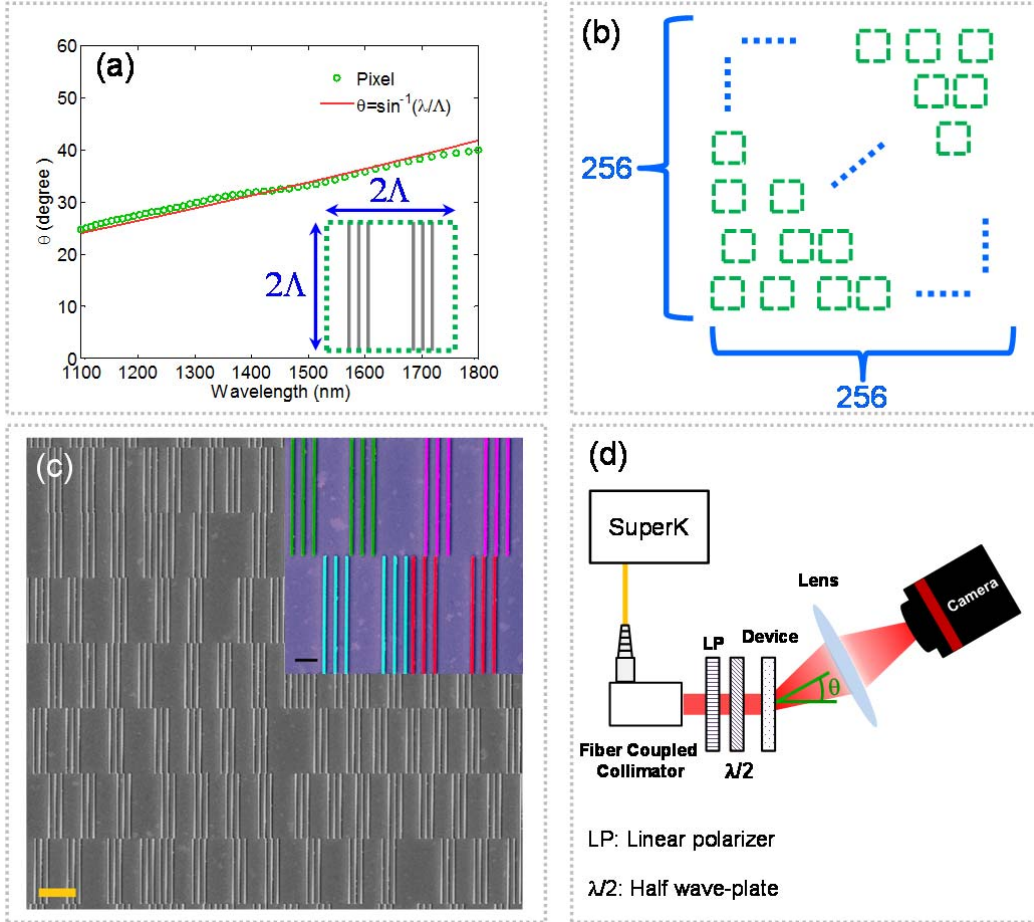 (a)
60
50
40
30
20
10
0
θ (degree)
Pixel
θ=sin⁻¹(λ/Λ)
2Λ
2Λ
1100 1200 1300 1400 1500 1600 1700 1800
Wavelength (nm)
(b)
256
256
(c)
(d)
SuperK
Lens
Camera
LP
Device
θ
Fiber Coupled
Collimator
λ/2
LP: Linear polarizer
λ/2: Half wave-plate